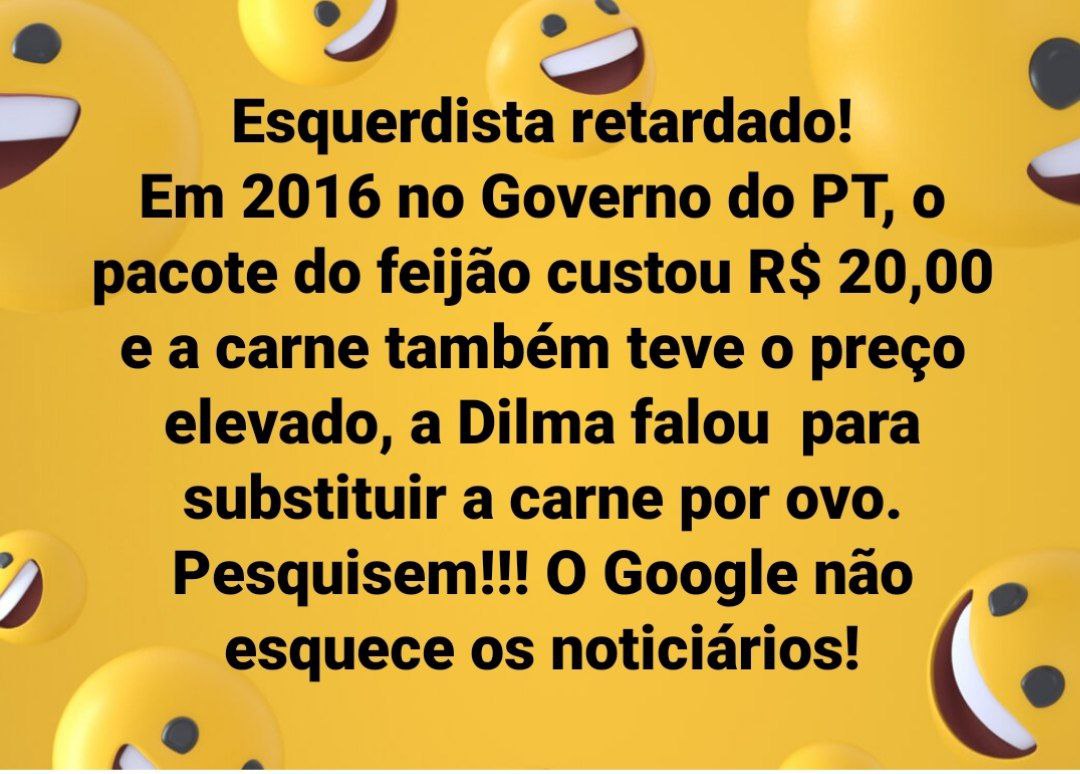 Esquerdista retardado!
Em 2016 no Governo do PT, o
pacote do feijão custou R$ 20,00
e a carne também teve o preço
elevado, a Dilma falou  para
substituir a carne por ovo.
Pesquisem!!! O Google não
esquece os noticiários!